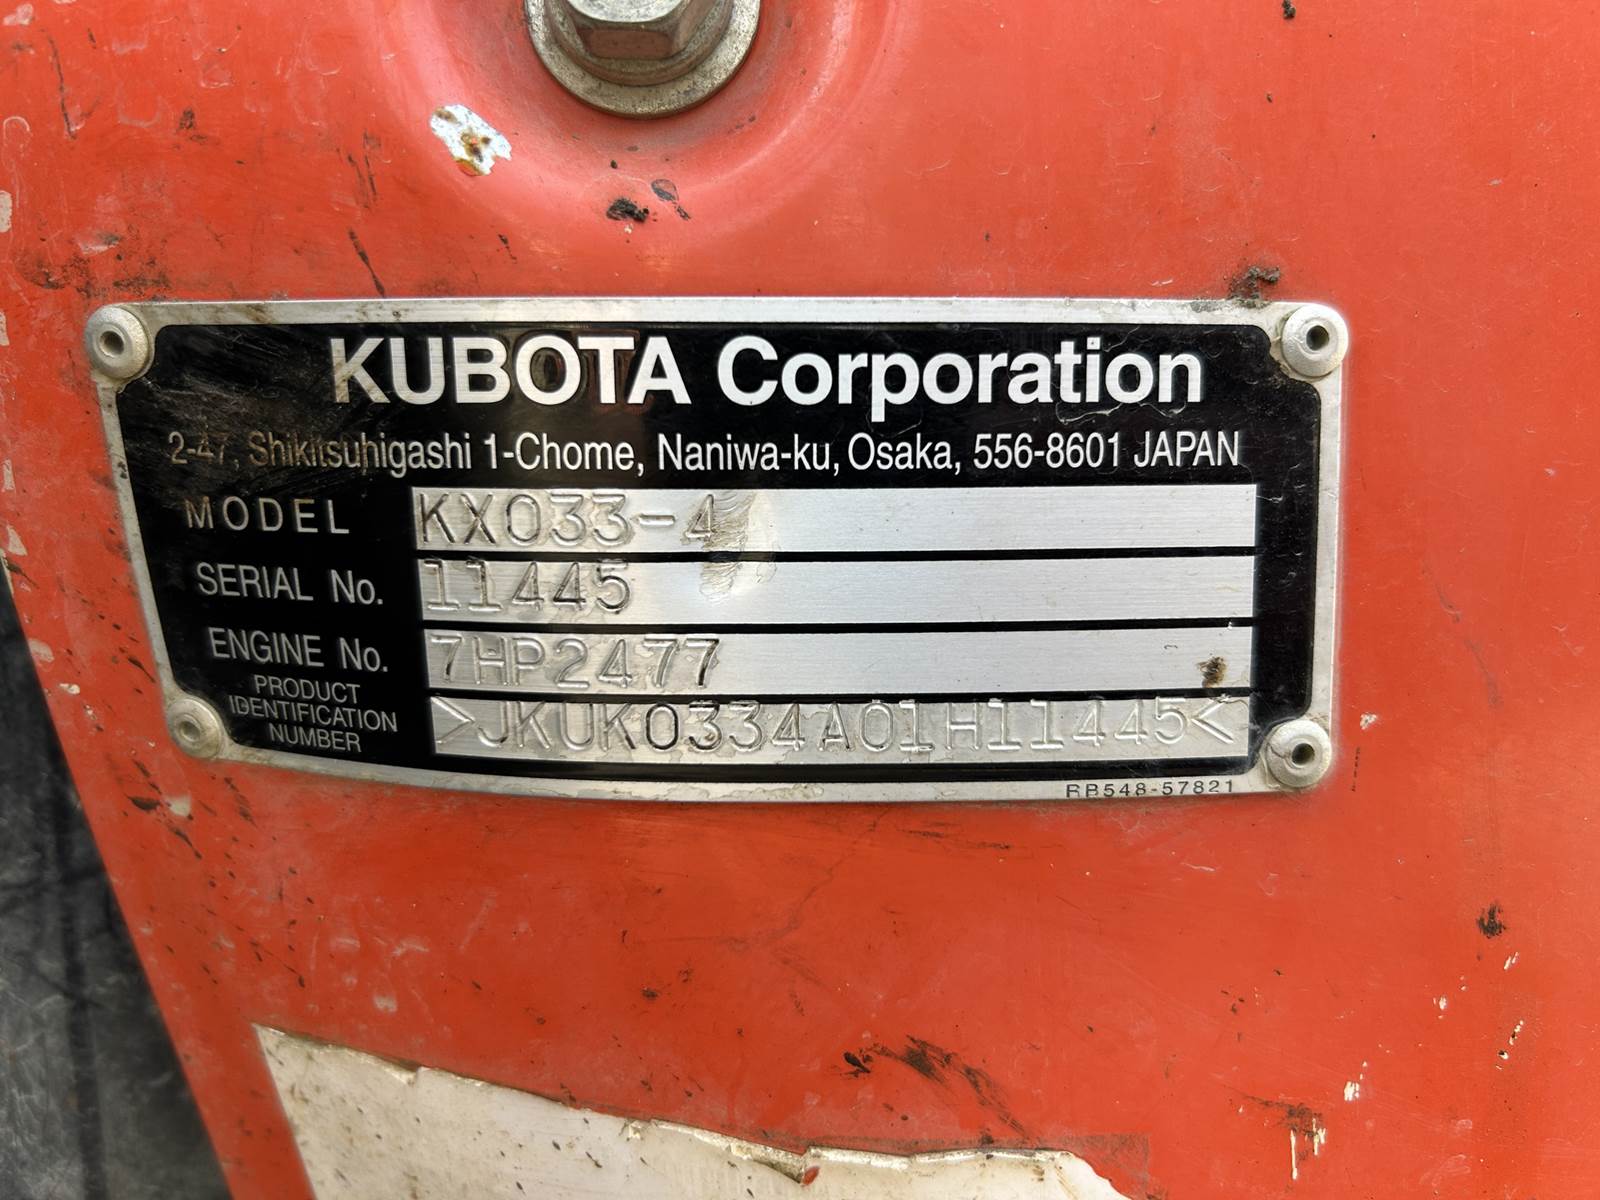 KUBOTA Corporation
2-47, Shikitsuhigashi 1-Chome, Naniwa-ku, Osaka, 556-8601 JAPAN
MODEL KX033-4
SERIAL No. 11445
ENGINE No. 7HP2477
PRODUCT
IDENTIFICATION
NUMBER >JKUK0334A01H11445<
RB548-57821